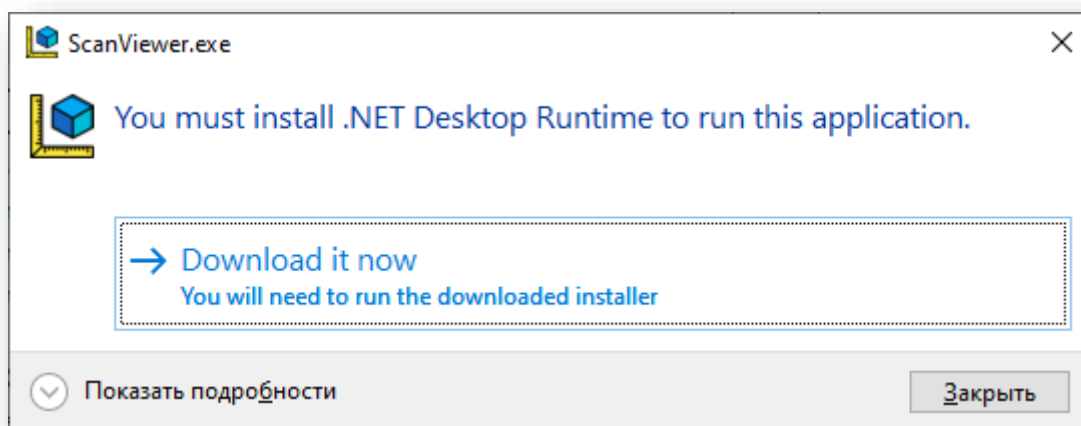 ScanViewer.exe
You must install .NET Desktop Runtime to run this application.
Download it now
You will need to run the downloaded installer
Показать подробности
Закрыть